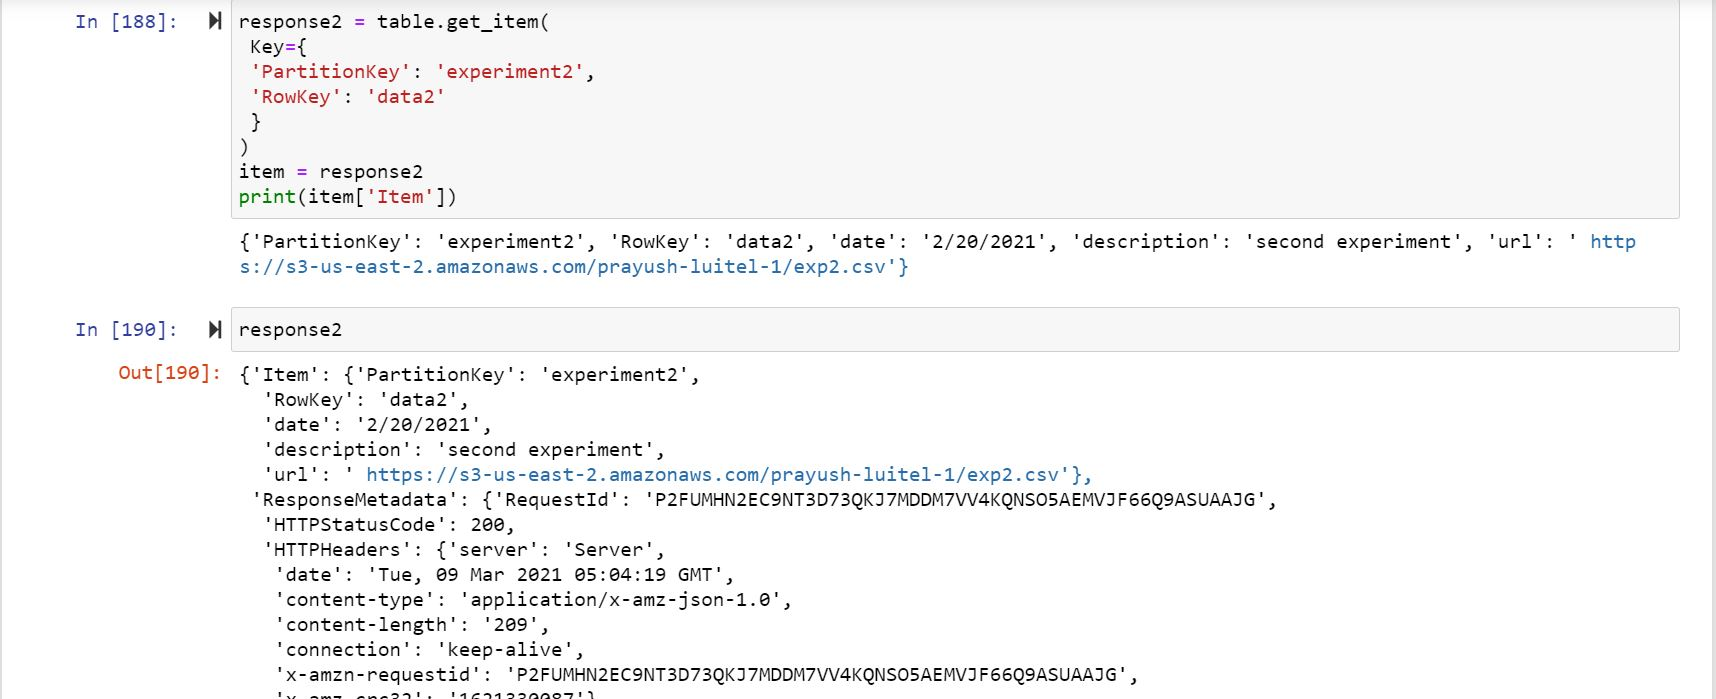 In [188]:
response2 = table.get_item(
Key={
'PartitionKey': 'experiment2',
'RowKey': 'data2'
}
)
item = response2
print(item['Item'])
{'PartitionKey': 'experiment2', 'RowKey': 'data2', 'date': '2/20/2021', 'description': 'second experiment', 'url': ' http
s://s3-us-east-2.amazonaws.com/prayush-luitel-1/exp2.csv'}
In [190]:
response2
Out[190]:
{'Item': {'PartitionKey': 'experiment2',
'RowKey': 'data2',
'date': '2/20/2021',
'description': 'second experiment',
'url': ' https://s3-us-east-2.amazonaws.com/prayush-luitel-1/exp2.csv'},
'ResponseMetadata': {'RequestId': 'P2FUMHN2EC9NT3D73QKJ7MDDM7VV4KQNSO5AEMVJF66Q9ASUAAJG',
'HTTPStatusCode': 200,
'HTTPHeaders': {'server': 'Server',
'date': 'Tue, 09 Mar 2021 05:04:19 GMT',
'content-type': 'application/x-amz-json-1.0',
'content-length': '209',
'connection': 'keep-alive',
'x-amzn-requestid': 'P2FUMHN2EC9NT3D73QKJ7MDDM7VV4KQNSO5AEMVJF66Q9ASUAAJG',